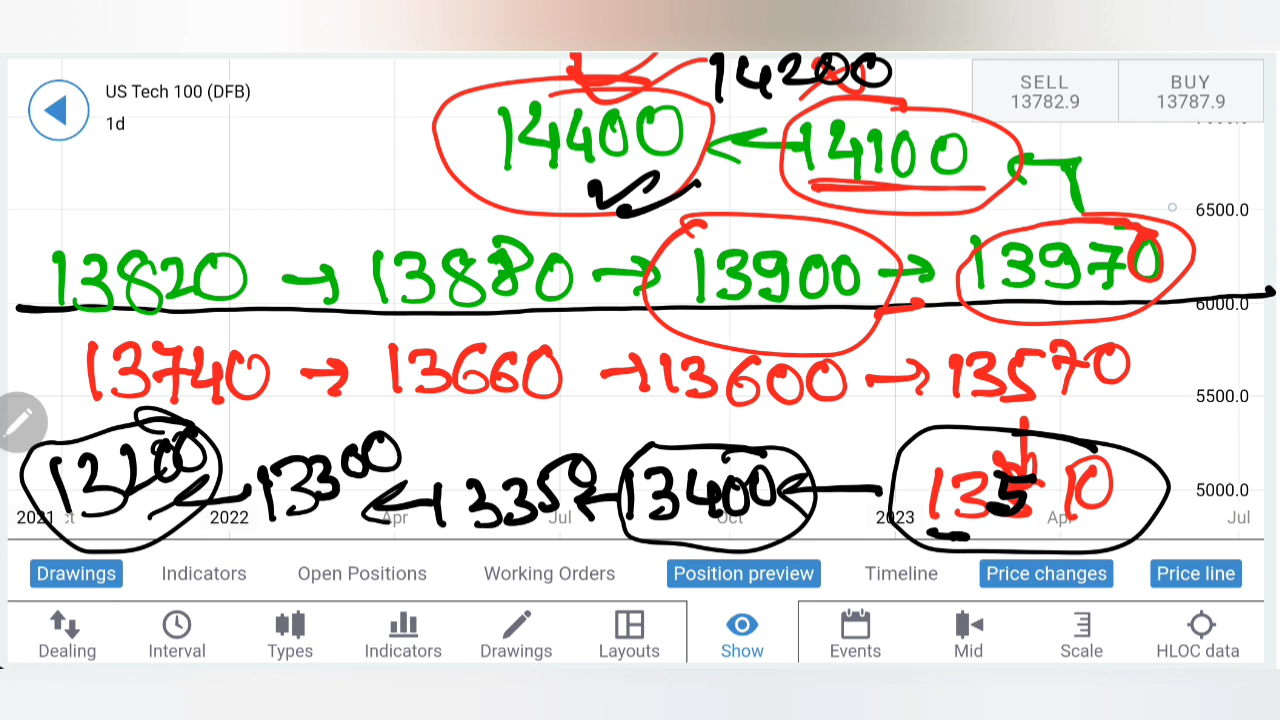 US Tech 100 (DFB)
1d
SELL
13782.9
BUY
13787.9
14200
14400 ← 14100
6500.0
13820 → 13880 → 13900 → 13970
6000.0
13740 → 13660 → 13600 → 13570
5500.0
13300 ← 13350 ← 13400 ← 13510
5000.0
2021 Oct 2022 Apr Jul Oct 2023 Apr Jul
Drawings Indicators Open Positions Working Orders Position preview Timeline Price changes Price line
Dealing Interval Types Indicators Drawings Layouts Show Events Mid Scale HLOC data